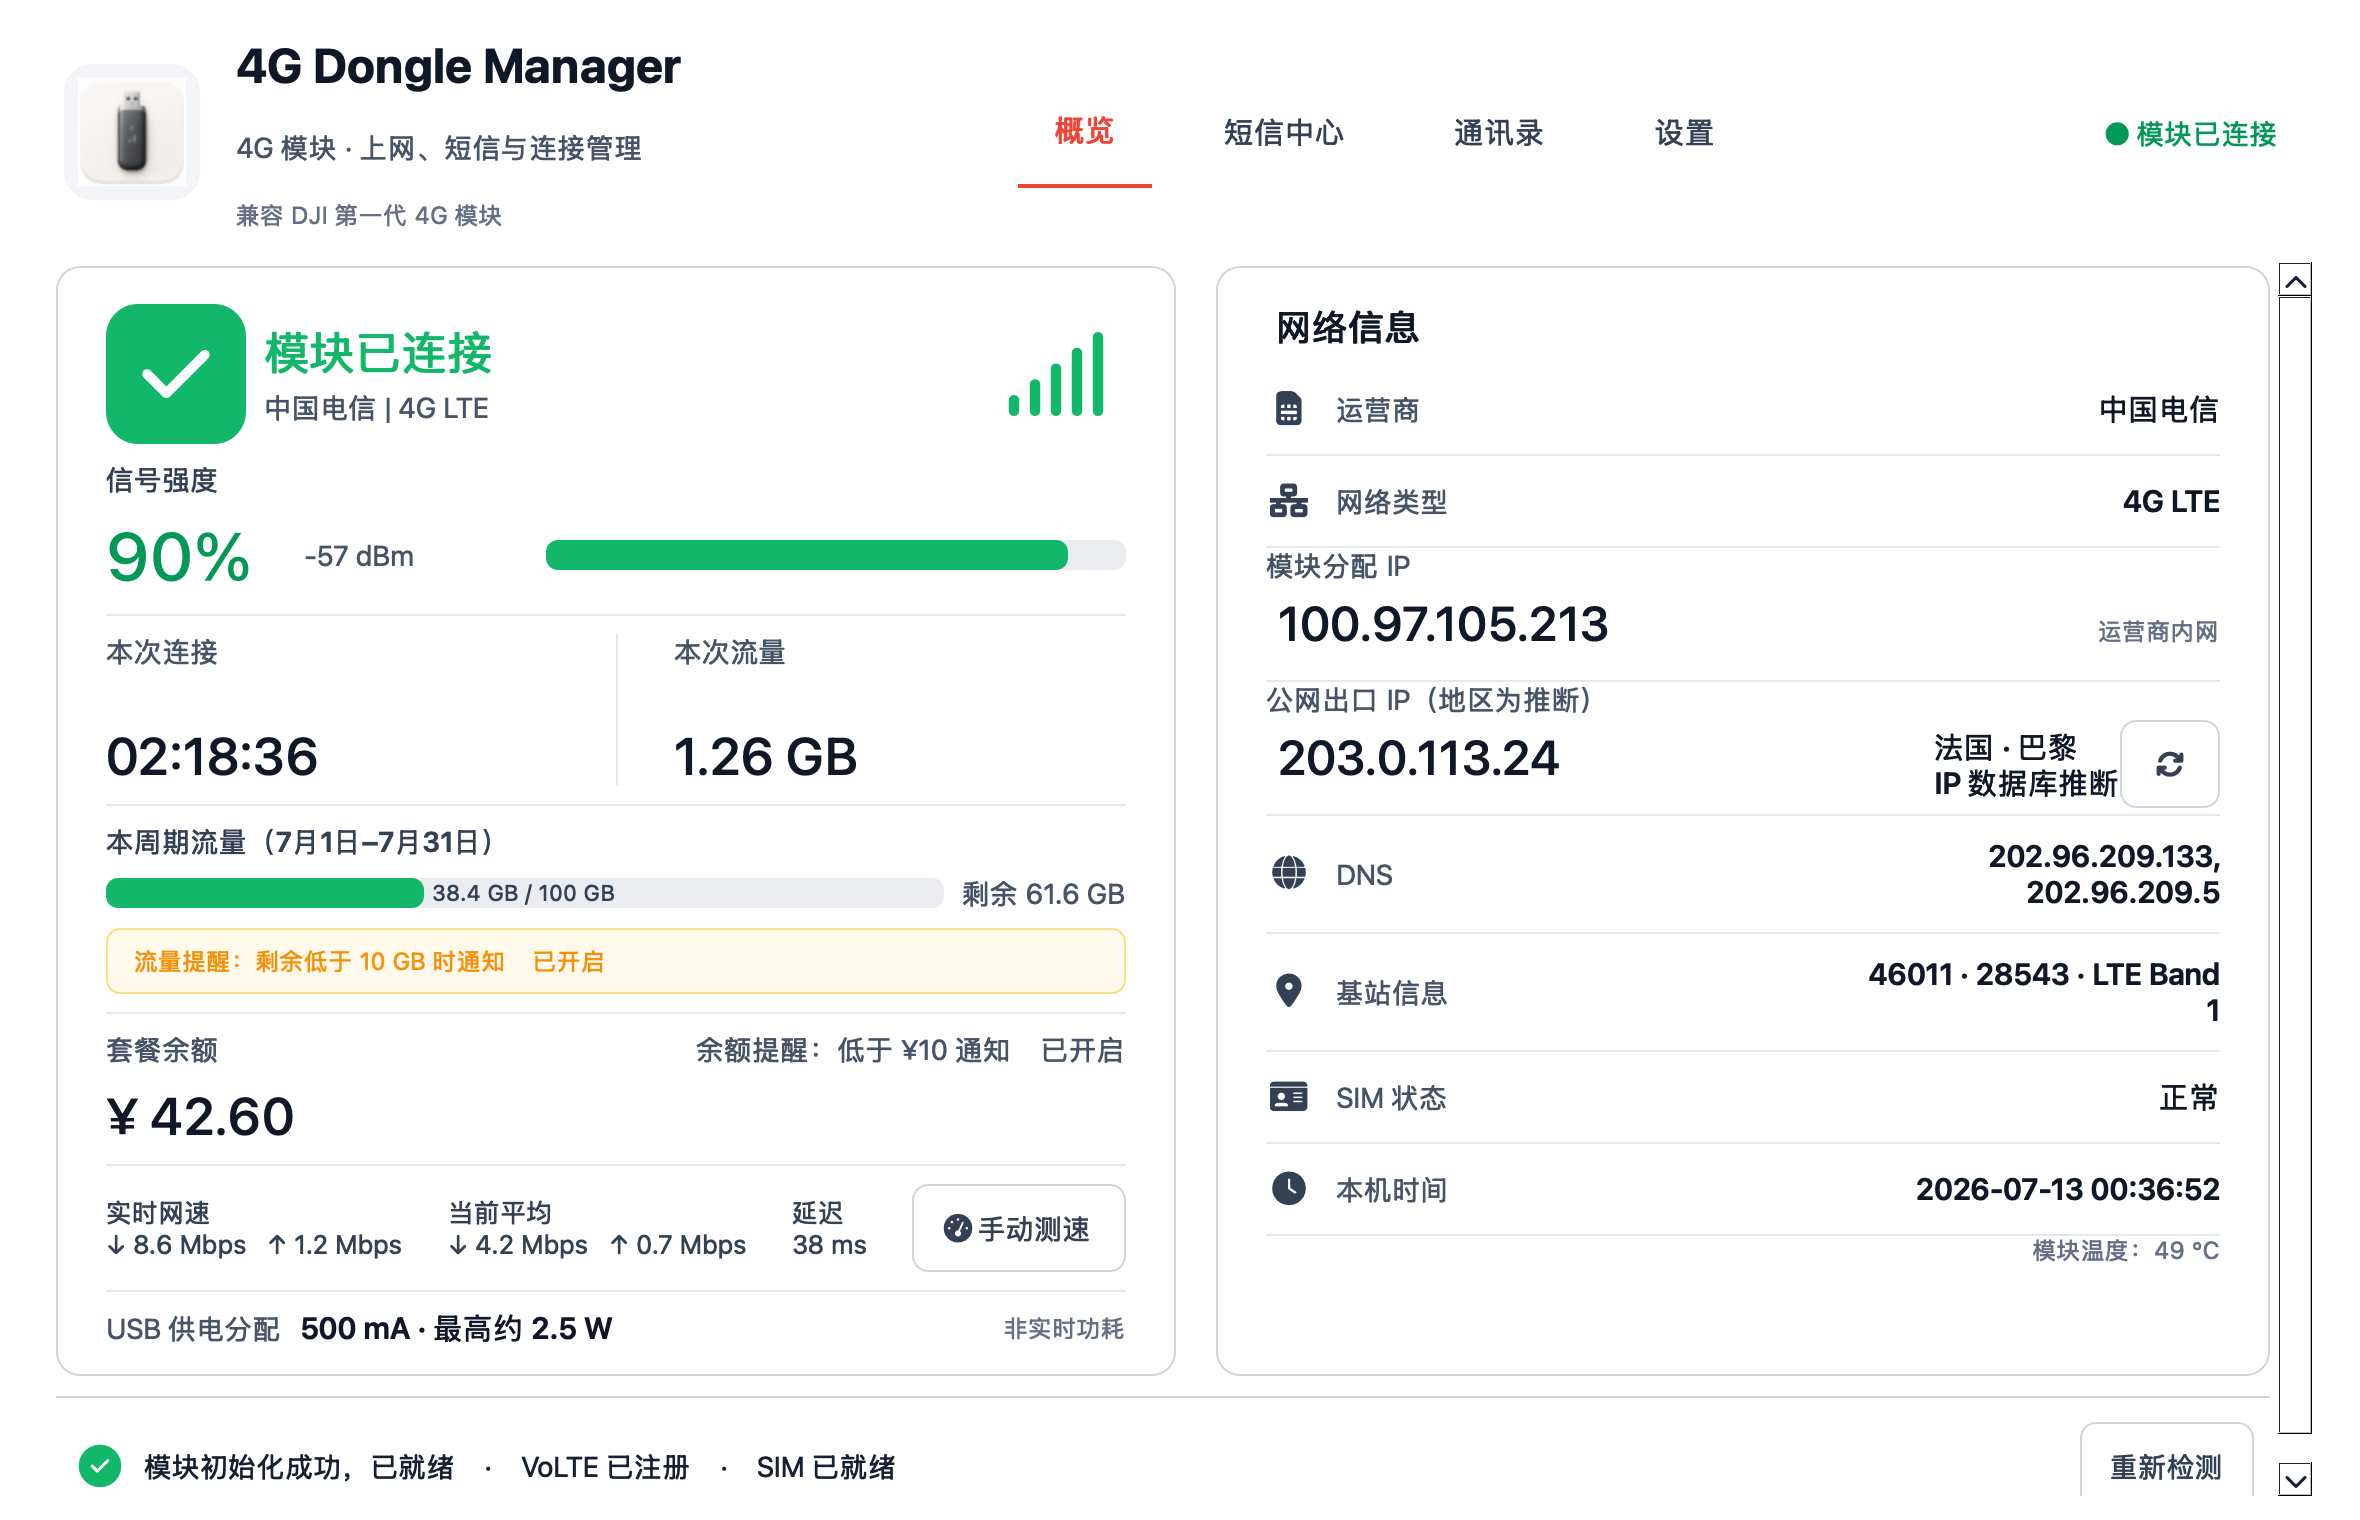 4G Dongle Manager
4G 模块 · 上网、短信与连接管理
兼容 DJI 第一代 4G 模块
概览
短信中心
通讯录
设置
模块已连接
模块已连接
中国电信 | 4G LTE
信号强度
90%
-57 dBm
本次连接
02:18:36
本次流量
1.26 GB
本周期流量（7月1日–7月31日）
38.4 GB / 100 GB
剩余 61.6 GB
流量提醒：剩余低于 10 GB 时通知 已开启
套餐余额
余额提醒：低于 ¥10 通知 已开启
¥ 42.60
实时网速
↓ 8.6 Mbps ↑ 1.2 Mbps
当前平均
↓ 4.2 Mbps ↑ 0.7 Mbps
延迟
38 ms
手动测速
USB 供电分配 500 mA · 最高约 2.5 W
非实时功耗
网络信息
运营商
中国电信
网络类型
4G LTE
模块分配 IP
100.97.105.213
运营商内网
公网出口 IP（地区为推断）
203.0.113.24
法国 · 巴黎
IP 数据库推断
DNS
202.96.209.133,
202.96.209.5
基站信息
46011 · 28543 · LTE Band
1
SIM 状态
正常
本机时间
2026-07-13 00:36:52
模块温度：49 °C
模块初始化成功，已就绪 · VoLTE 已注册 · SIM 已就绪
重新检测